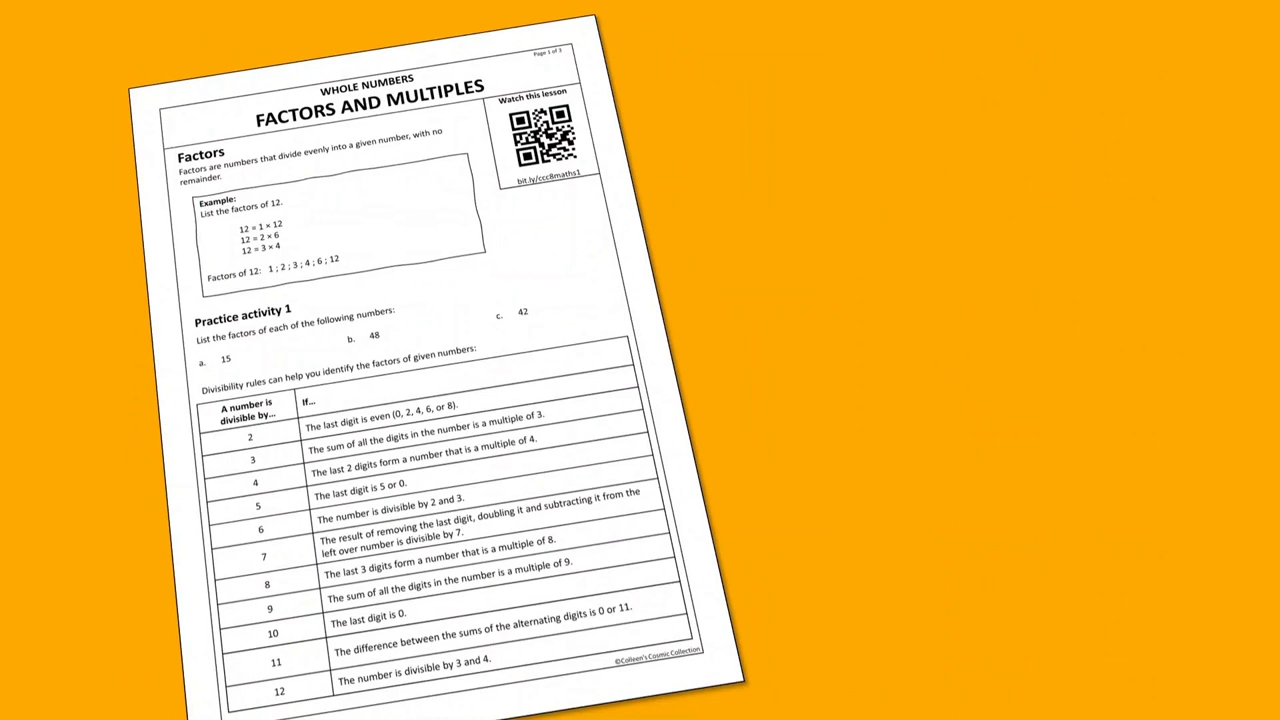 Page 1 of 3
WHOLE NUMBERS
FACTORS AND MULTIPLES
Watch this lesson
bit.ly/ccc8maths1
Factors
Factors are numbers that divide evenly into a given number, with no
remainder.
Example:
List the factors of 12.
12 = 1 × 12
12 = 2 × 6
12 = 3 × 4
Factors of 12: 1 ; 2 ; 3 ; 4 ; 6 ; 12
Practice activity 1
List the factors of each of the following numbers:
a. 15 b. 48 c. 42
Divisibility rules can help you identify the factors of given numbers:
A number is
divisible by... If...
2 The last digit is even (0, 2, 4, 6, or 8).
3 The sum of all the digits in the number is a multiple of 3.
4 The last 2 digits form a number that is a multiple of 4.
5 The last digit is 5 or 0.
6 The number is divisible by 2 and 3.
7 The result of removing the last digit, doubling it and subtracting it from the
left over number is divisible by 7.
8 The last 3 digits form a number that is a multiple of 8.
9 The sum of all the digits in the number is a multiple of 9.
10 The last digit is 0.
11 The difference between the sums of the alternating digits is 0 or 11.
12 The number is divisible by 3 and 4.
©Colleen's Cosmic Collection